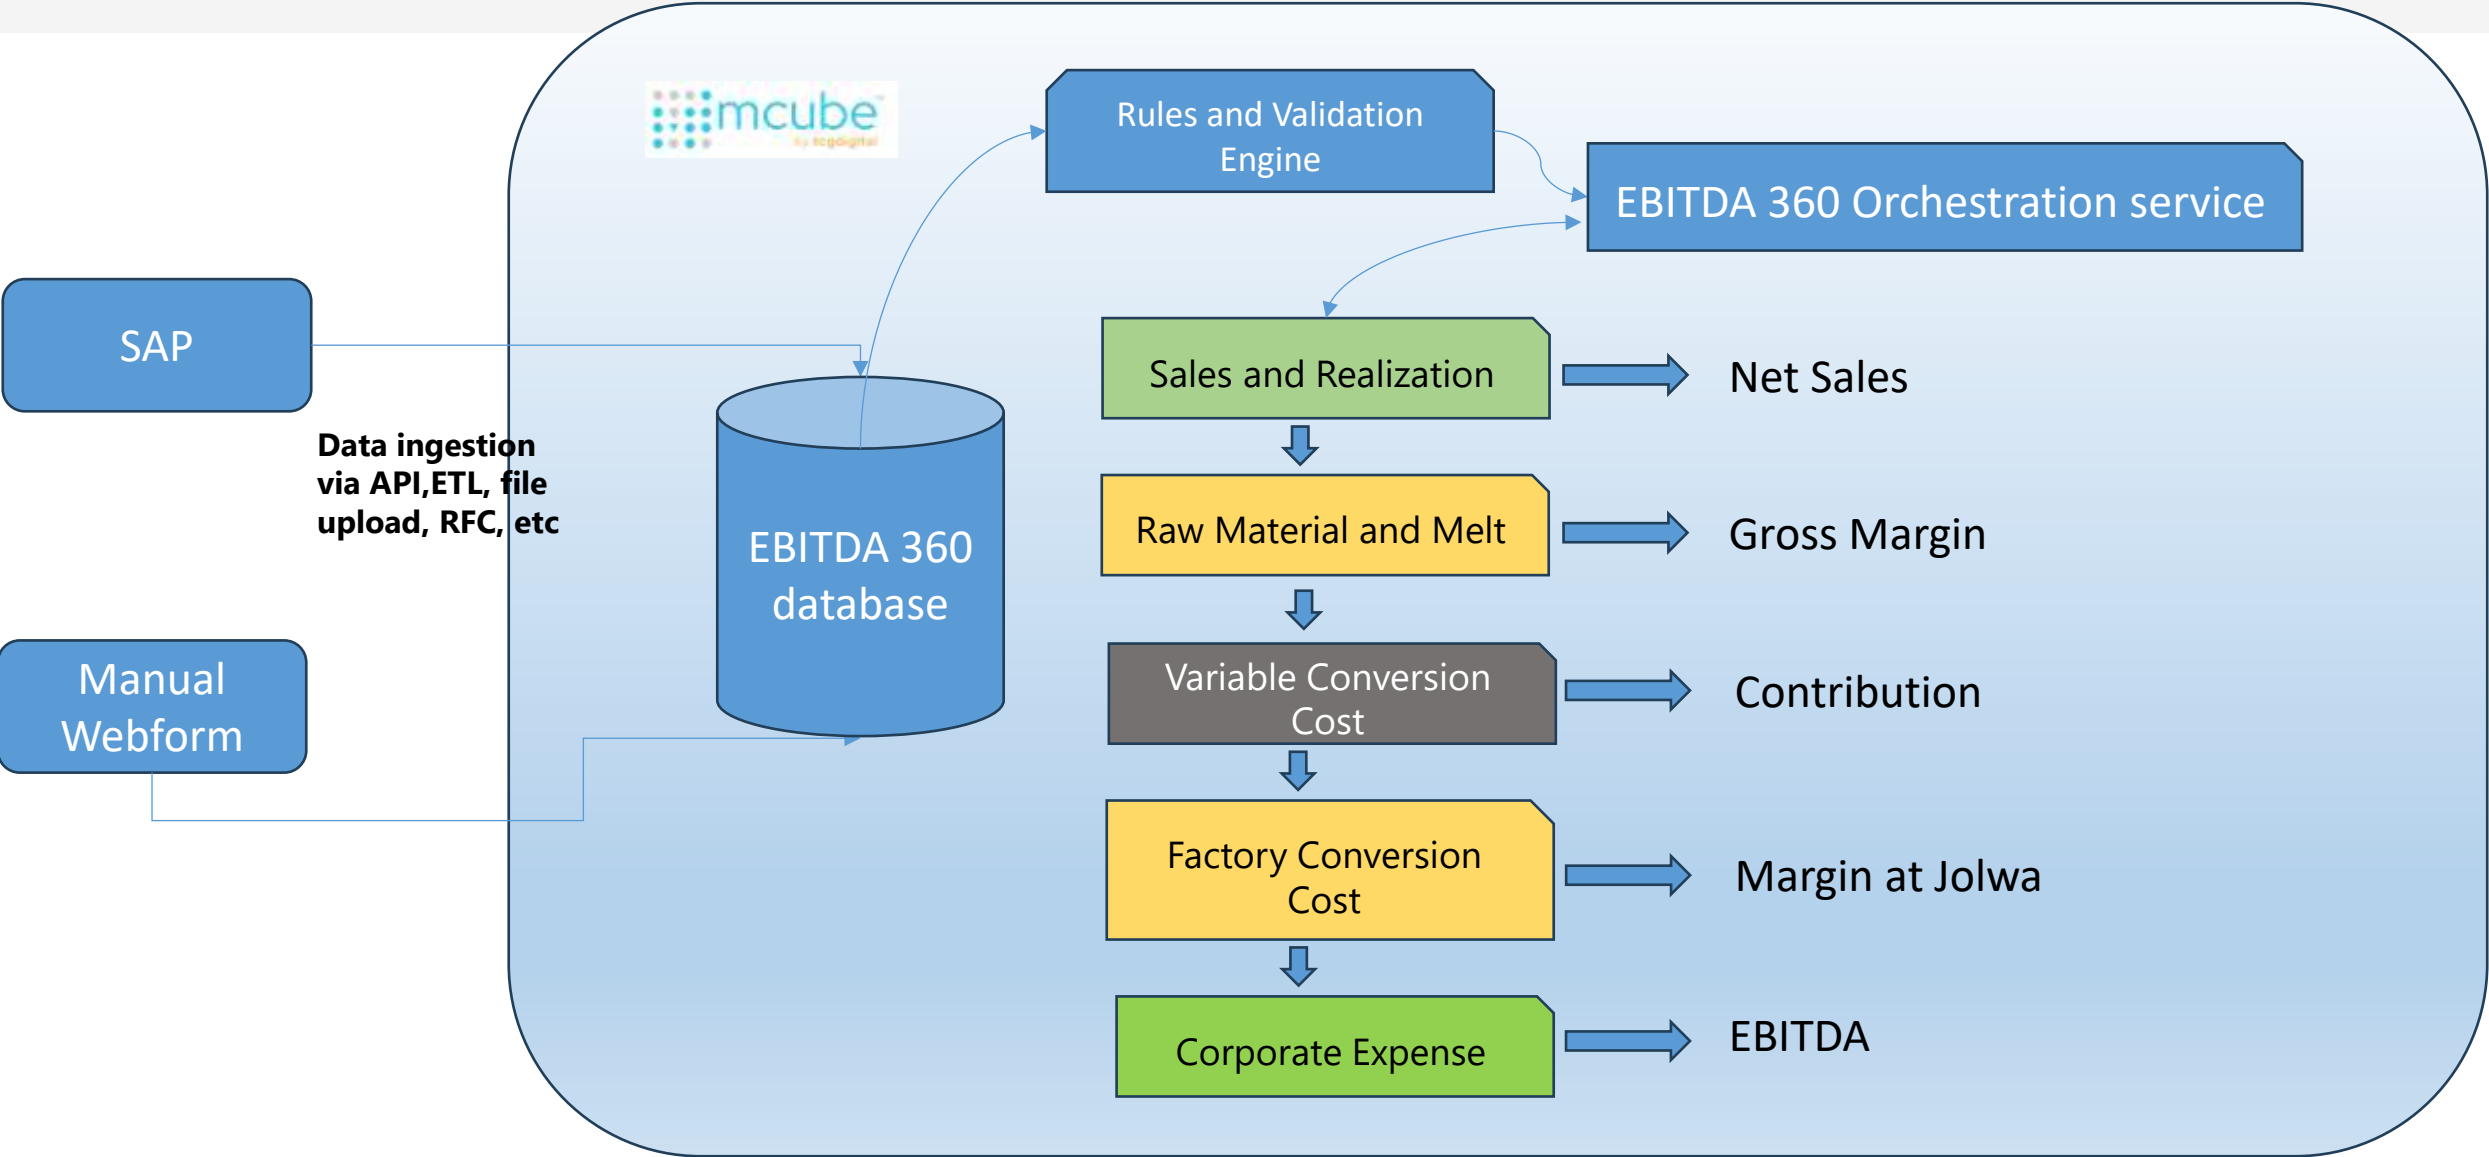 mcube
by tcgdigital
Rules and Validation
Engine
EBITDA 360 Orchestration service
SAP
Data ingestion
via API,ETL, file
upload, RFC, etc
Manual
Webform
EBITDA 360
database
Sales and Realization
Net Sales
Raw Material and Melt
Gross Margin
Variable Conversion
Cost
Contribution
Factory Conversion
Cost
Margin at Jolwa
Corporate Expense
EBITDA